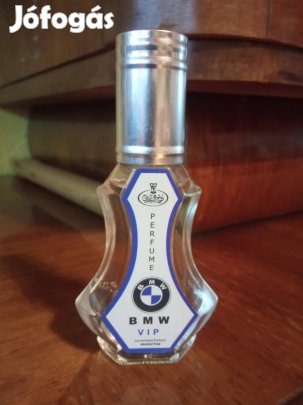 Jófogás
PERFUME
BMW
BMW
VIP
Concentrated Perfume
Alcohol Free